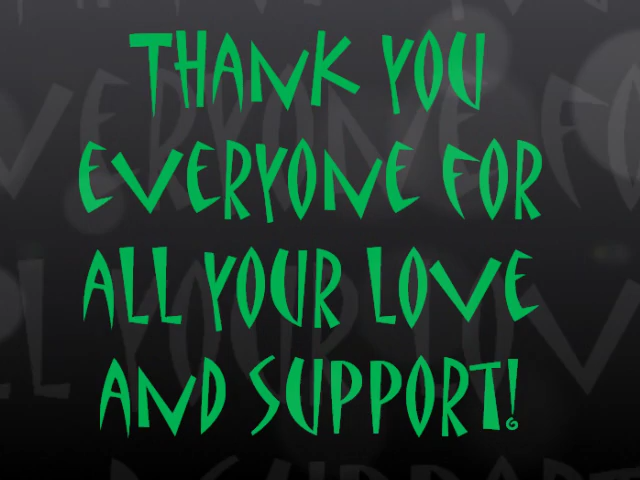 THANK YOU
EVERYONE FOR
ALL YOUR LOVE
AND SUPPORT!